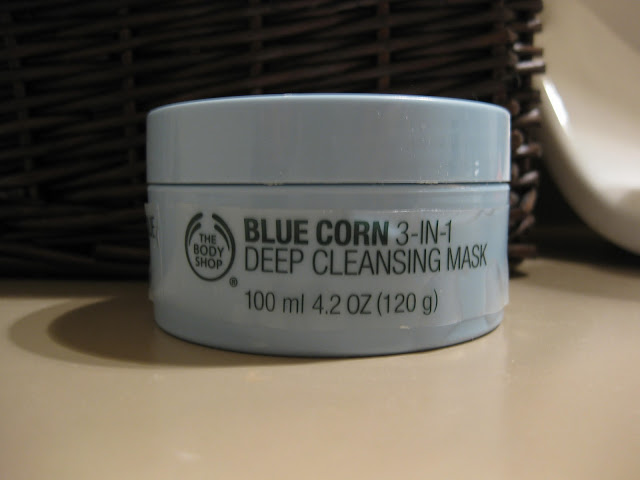 THE
BODY
SHOP
®
BLUE CORN 3-IN-1
DEEP CLEANSING MASK
100 ml 4.2 OZ (120 g)